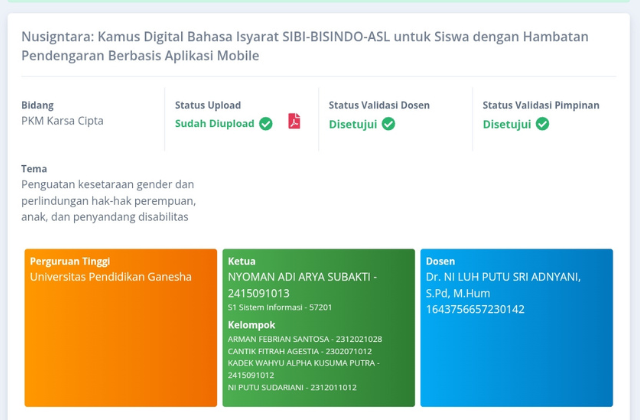 Nusigntara: Kamus Digital Bahasa Isyarat SIBI-BISINDO-ASL untuk Siswa dengan Hambatan
Pendengaran Berbasis Aplikasi Mobile
Bidang
PKM Karsa Cipta
Status Upload
Sudah Diupload
Status Validasi Dosen
Disetujui
Status Validasi Pimpinan
Disetujui
Tema
Penguatan kesetaraan gender dan
perlindungan hak-hak perempuan,
anak, dan penyandang disabilitas
Perguruan Tinggi
Universitas Pendidikan Ganesha
Ketua
NYOMAN ADI ARYA SUBAKTI -
2415091013
S1 Sistem Informasi - 57201
Kelompok
ARMAN FEBRIAN SANTOSA - 2312021028
CANTIK FITRAH AGESTIA - 2302071012
KADEK WAHYU ALPHA KUSUMA PUTRA -
2415091012
NI PUTU SUDARIANI - 2312011012
Dosen
Dr. NI LUH PUTU SRI ADNYANI,
S.Pd, M.Hum
1643756657230142